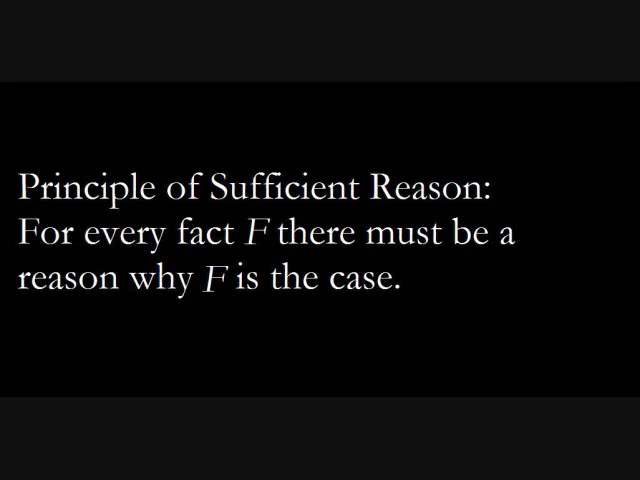 Principle of Sufficient Reason:
For every fact F there must be a
reason why F is the case.